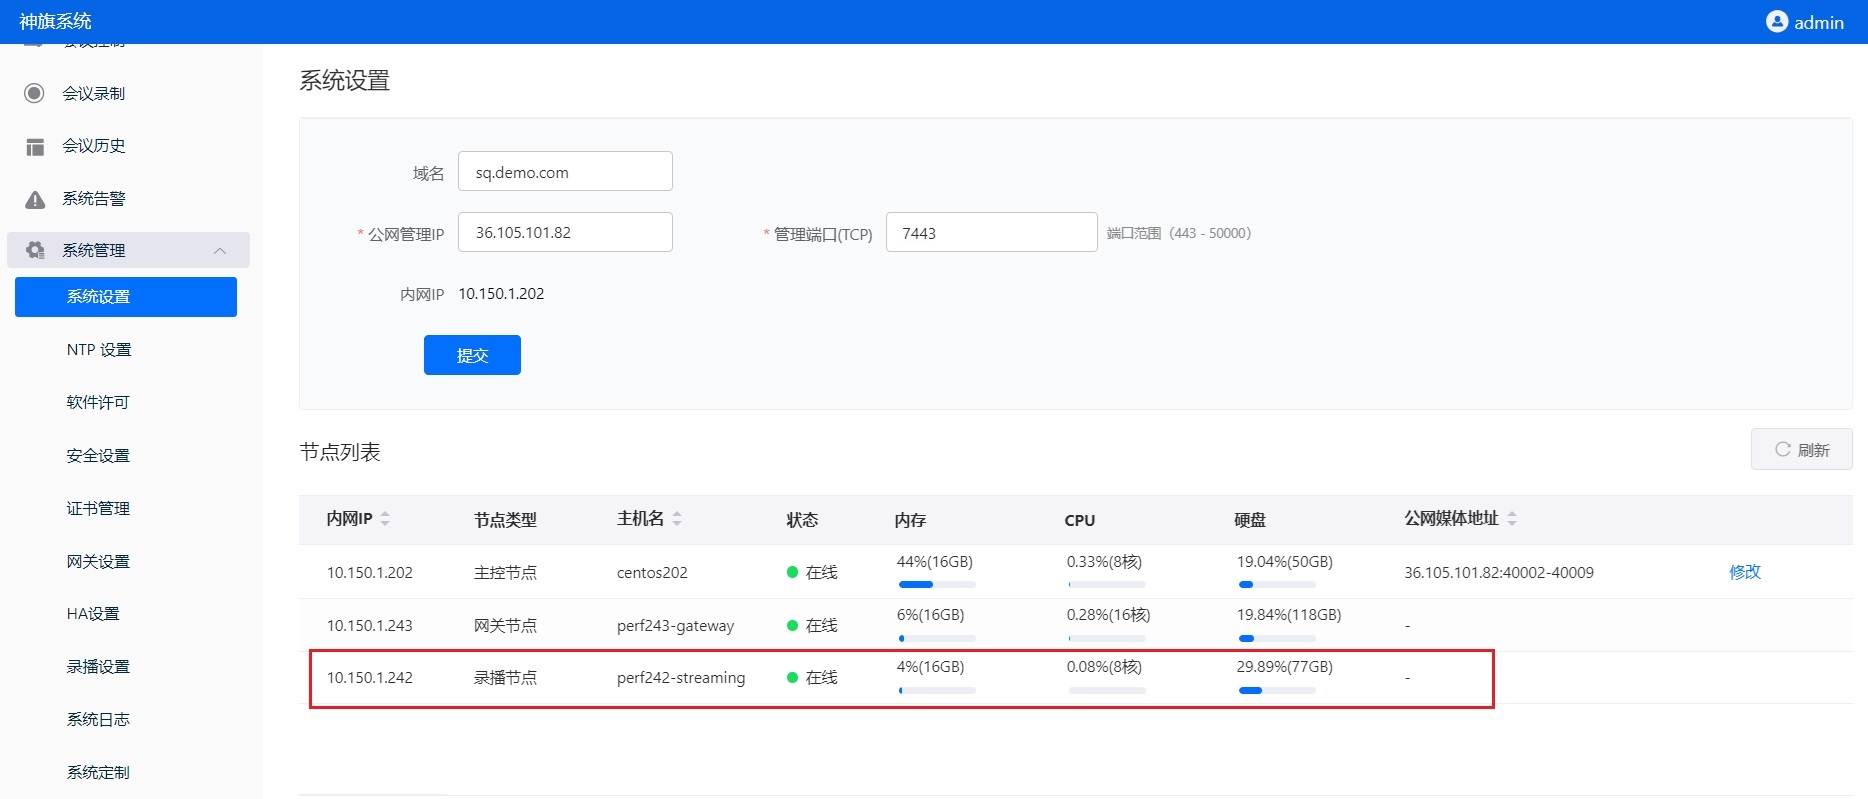 神旗系统
admin
会议控制
会议录制
会议历史
系统告警
系统管理
系统设置
NTP 设置
软件许可
安全设置
证书管理
网关设置
HA设置
录播设置
系统日志
系统定制
系统设置
域名 sq.demo.com
* 公网管理IP 36.105.101.82 * 管理端口(TCP) 7443 端口范围（443 - 50000）
内网IP 10.150.1.202
提交
节点列表 刷新
内网IP 节点类型 主机名 状态 内存 CPU 硬盘 公网媒体地址
10.150.1.202 主控节点 centos202 在线 44%(16GB) 0.33%(8核) 19.04%(50GB) 36.105.101.82:40002-40009 修改
10.150.1.243 网关节点 perf243-gateway 在线 6%(16GB) 0.28%(16核) 19.84%(118GB) -
10.150.1.242 录播节点 perf242-streaming 在线 4%(16GB) 0.08%(8核) 29.89%(77GB) -